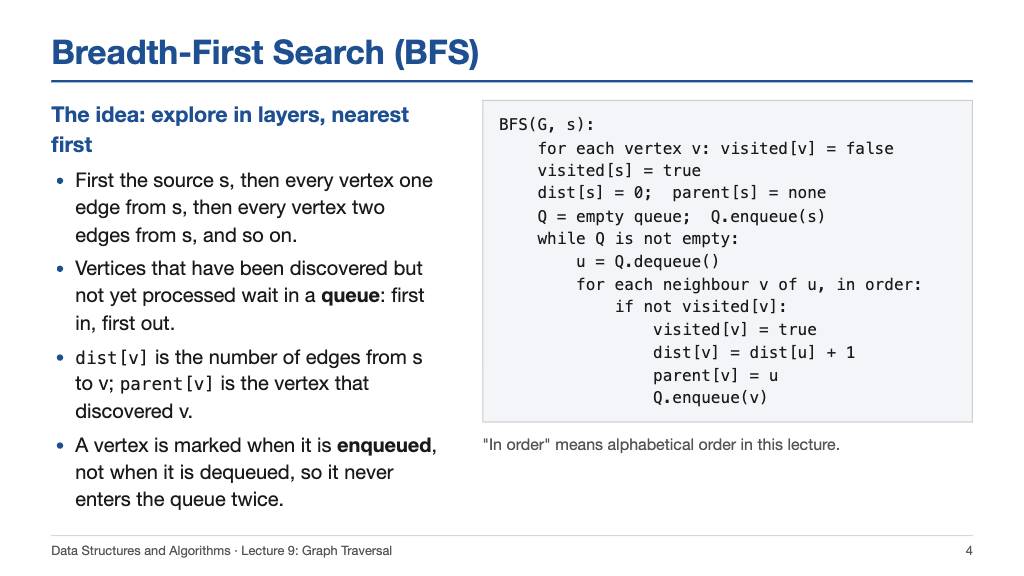 Breadth-First Search (BFS)
The idea: explore in layers, nearest
first
• First the source s, then every vertex one
edge from s, then every vertex two
edges from s, and so on.
• Vertices that have been discovered but
not yet processed wait in a queue: first
in, first out.
• dist[v] is the number of edges from s
to v; parent[v] is the vertex that
discovered v.
• A vertex is marked when it is enqueued,
not when it is dequeued, so it never
enters the queue twice.
BFS(G, s):
    for each vertex v: visited[v] = false
    visited[s] = true
    dist[s] = 0;  parent[s] = none
    Q = empty queue;  Q.enqueue(s)
    while Q is not empty:
        u = Q.dequeue()
        for each neighbour v of u, in order:
            if not visited[v]:
                visited[v] = true
                dist[v] = dist[u] + 1
                parent[v] = u
                Q.enqueue(v)
"In order" means alphabetical order in this lecture.
Data Structures and Algorithms · Lecture 9: Graph Traversal
4